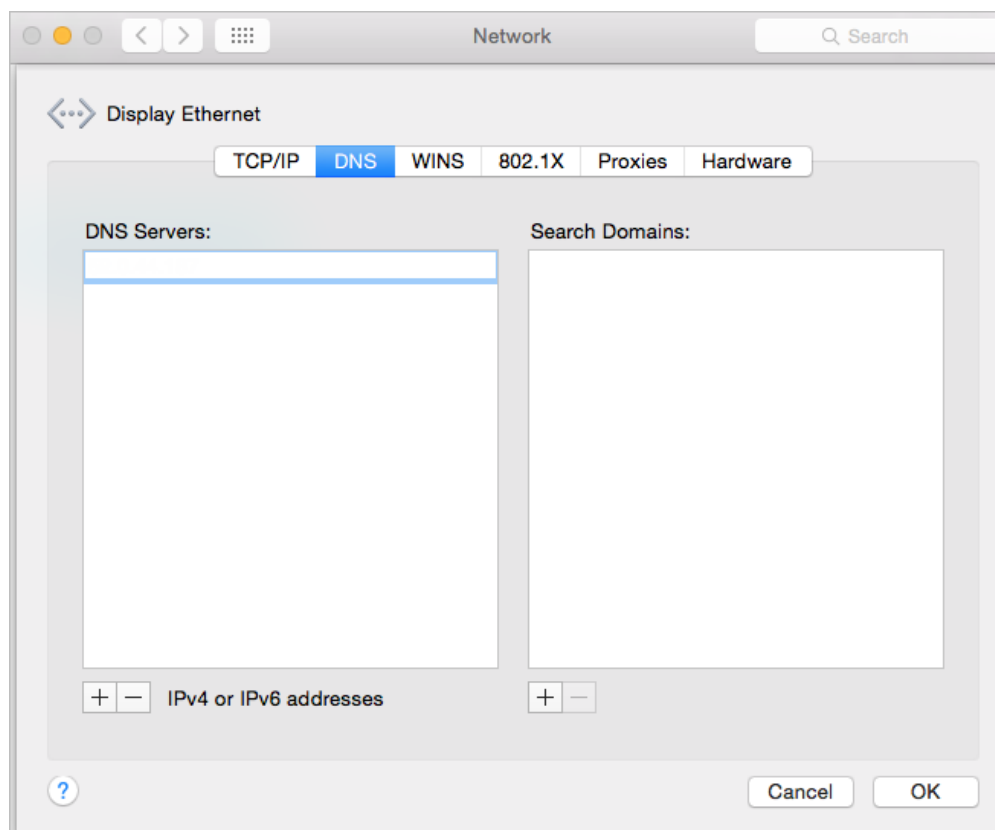 Network
Search
Display Ethernet
TCP/IP DNS WINS 802.1X Proxies Hardware
DNS Servers: Search Domains:
+ − IPv4 or IPv6 addresses + −
? Cancel OK